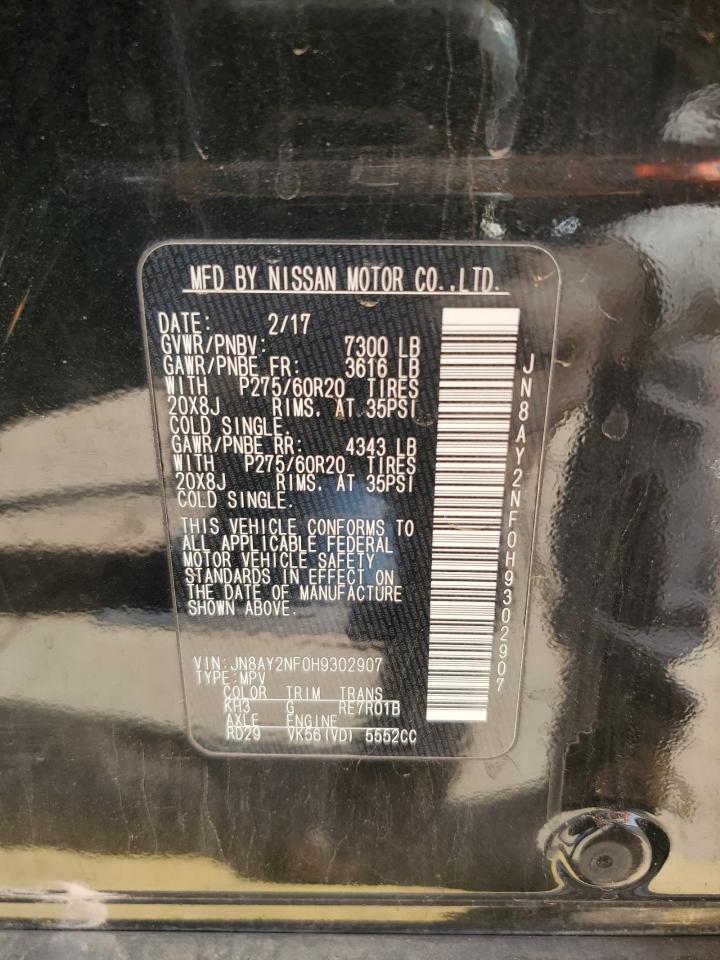 MFD BY NISSAN MOTOR CO.,LTD.
DATE: 2/17
GVWR/PNBV: 7300 LB
GAWR/PNBE FR: 3616 LB
WITH P275/60R20 TIRES
20X8J RIMS. AT 35PSI
COLD SINGLE.
GAWR/PNBE RR: 4343 LB
WITH P275/60R20 TIRES
20X8J RIMS. AT 35PSI
COLD SINGLE.
THIS VEHICLE CONFORMS TO
ALL APPLICABLE FEDERAL
MOTOR VEHICLE SAFETY
STANDARDS IN EFFECT ON
THE DATE OF MANUFACTURE
SHOWN ABOVE.
VIN:JN8AY2NF0H9302907
TYPE:MPV
COLOR TRIM TRANS
KH3 G RE7R01B
AXLE ENGINE
RD29 VK56(VD) 5552CC
JN8AY2NF0H9302907